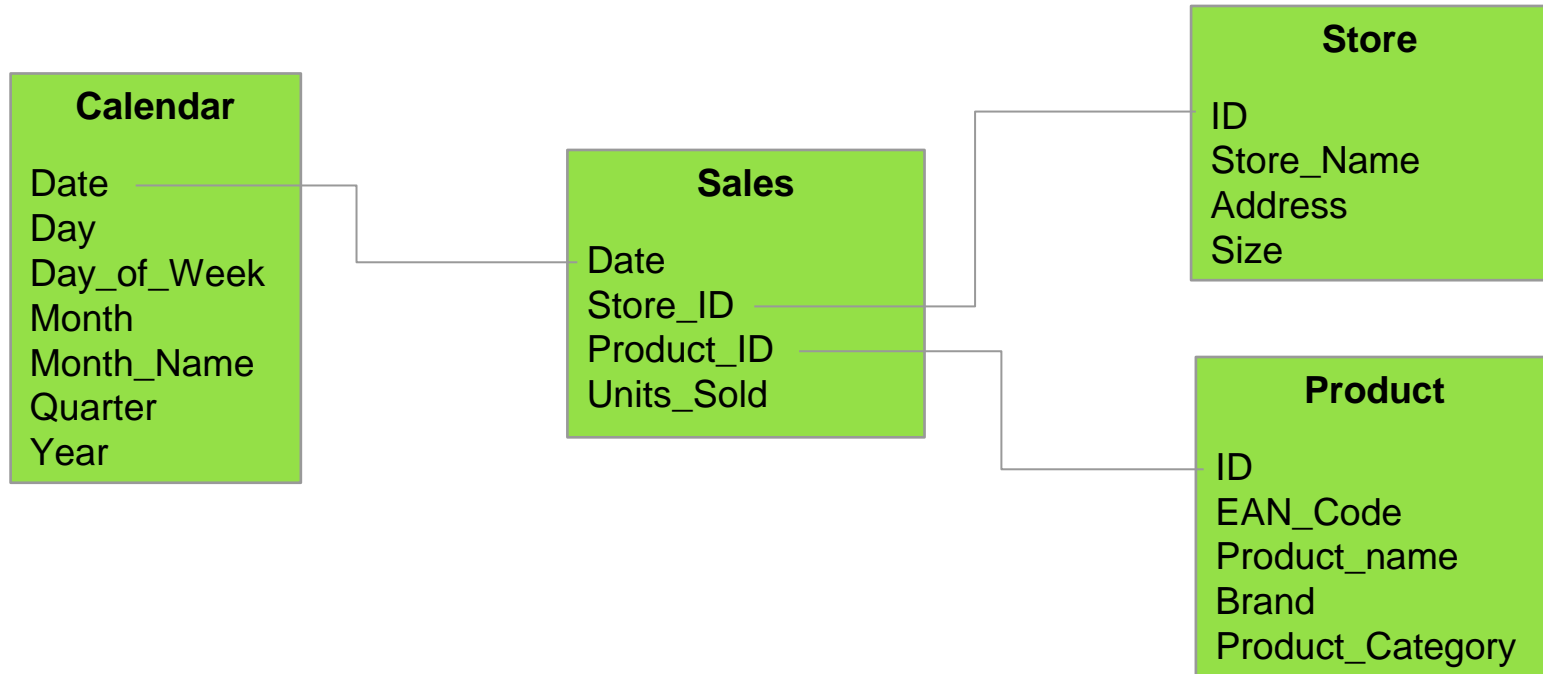 Calendar
Date
Day
Day_of_Week
Month
Month_Name
Quarter
Year
Sales
Date
Store_ID
Product_ID
Units_Sold
Store
ID
Store_Name
Address
Size
Product
ID
EAN_Code
Product_name
Brand
Product_Category